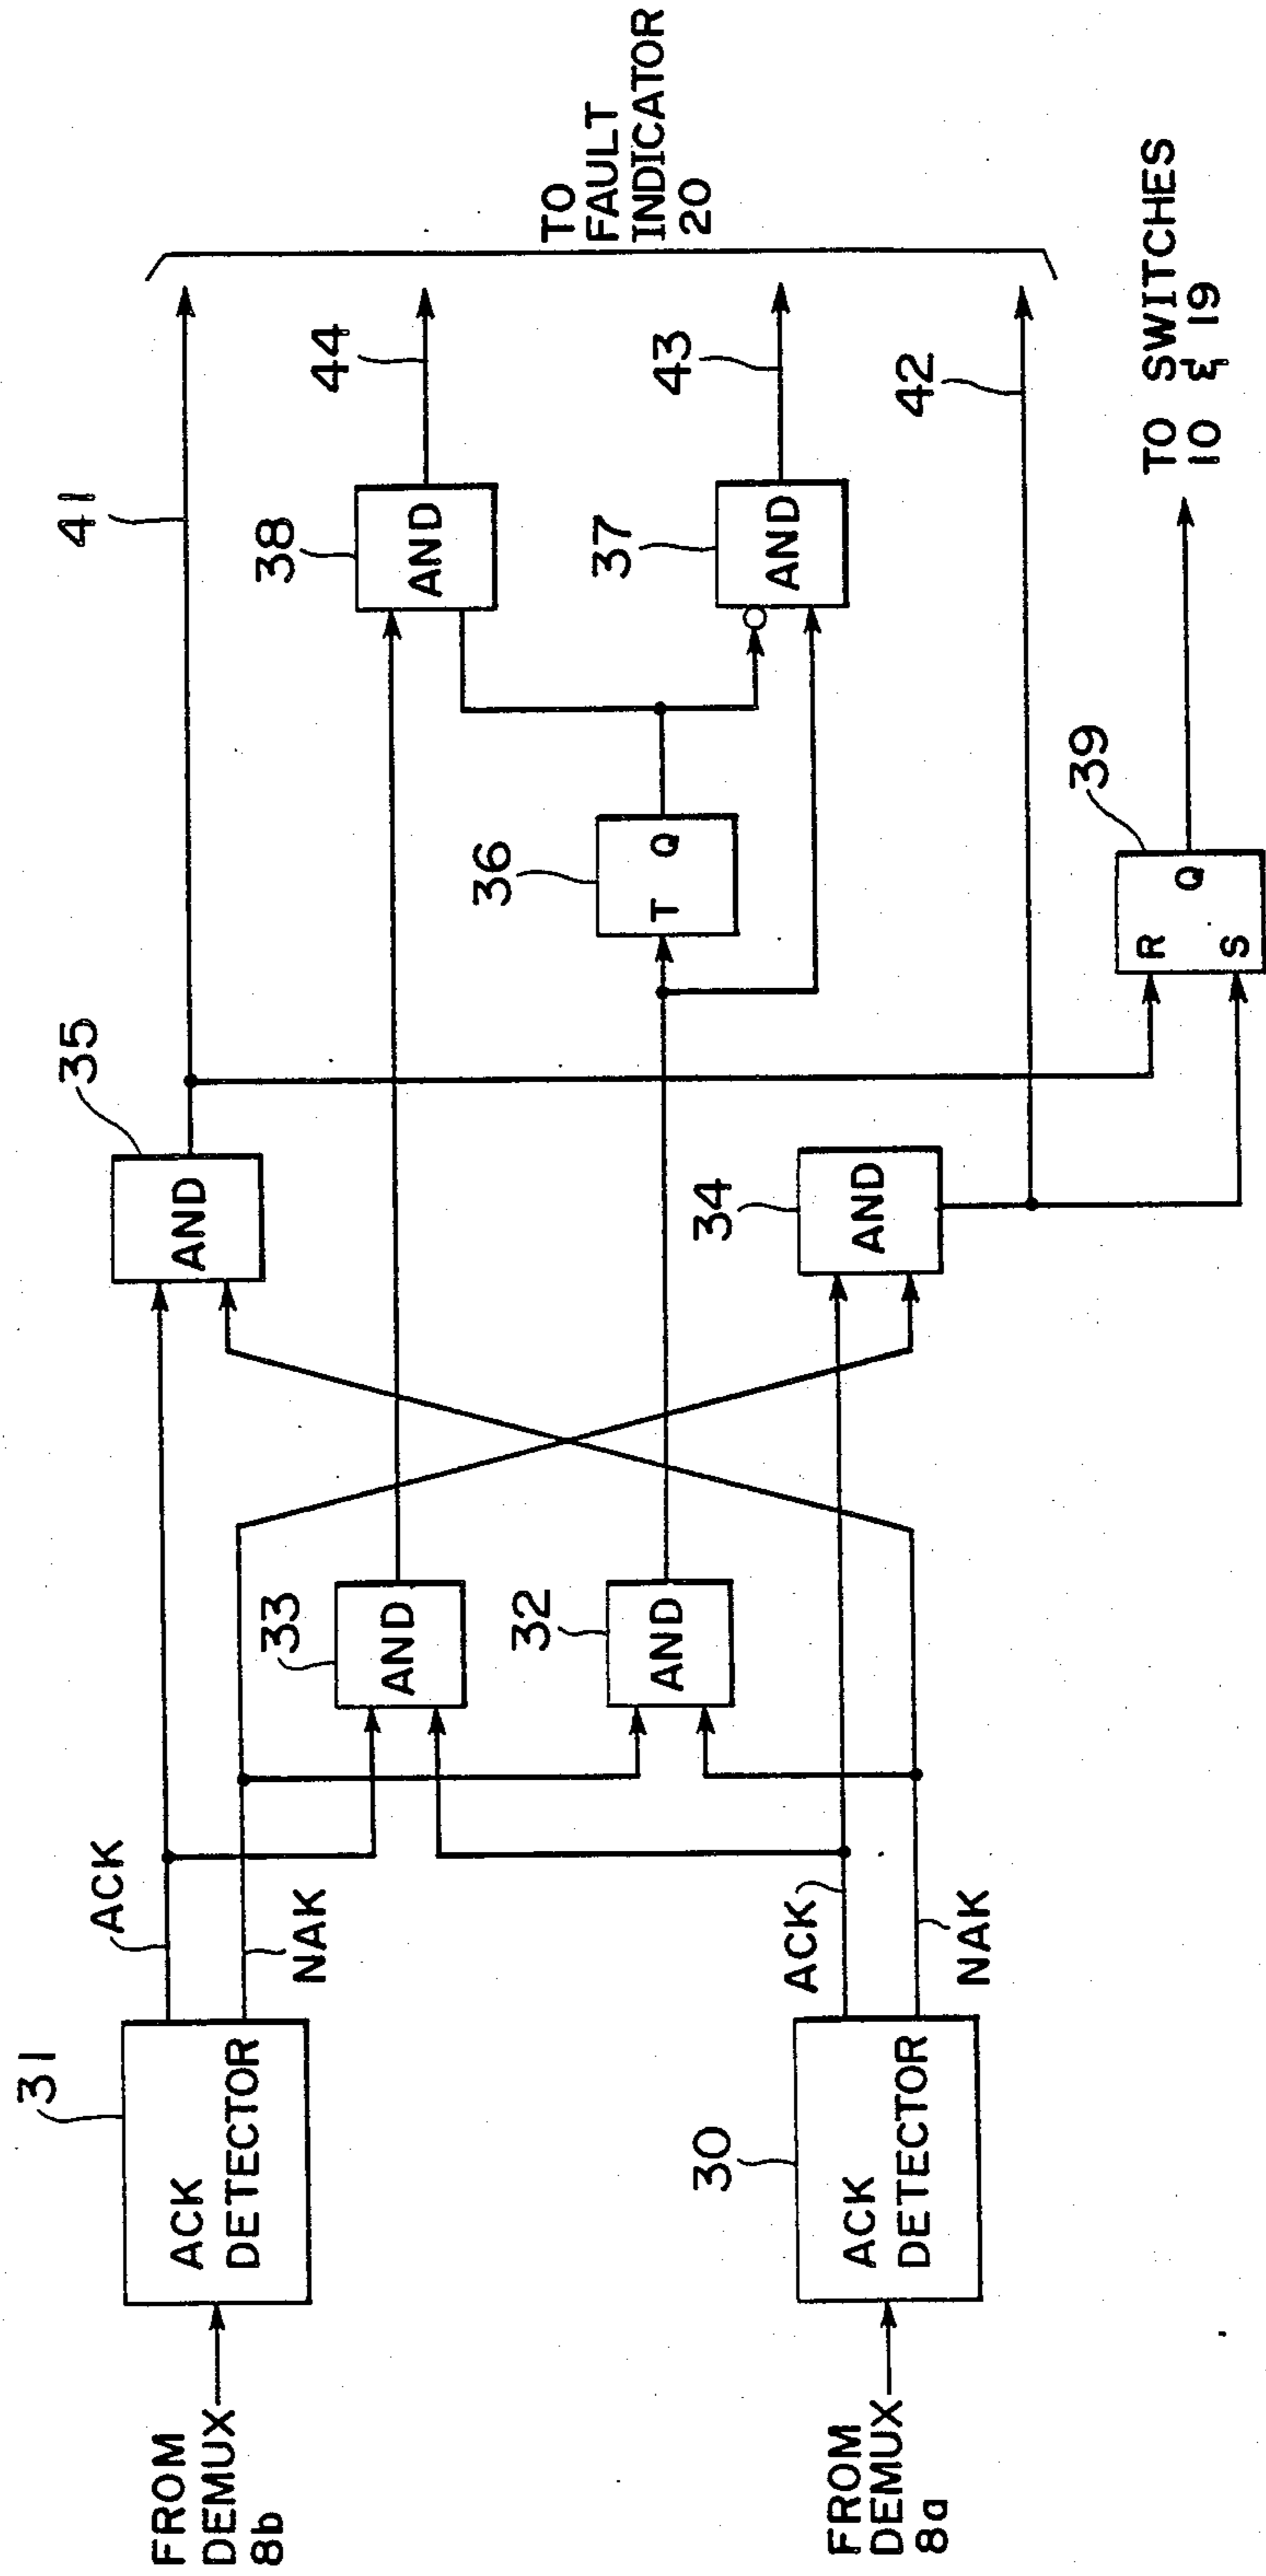 FROM
DEMUX
8b
31
ACK
DETECTOR
ACK
NAK
FROM
DEMUX
8a
30
ACK
DETECTOR
ACK
NAK
33
AND
32
AND
35
AND
34
AND
36
T Q
39
R
Q
S
38
AND
37
AND
41
44
43
42
TO
FAULT
INDICATOR
20
TO SWITCHES
10 & 19